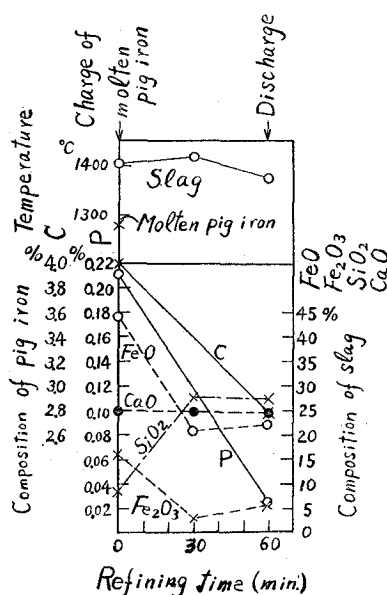 Charge of
molten
pig iron
Discharge
Temperature
°C
1400
1300
Slag
Molten pig iron
% C
% P
FeO
Fe2O3
SiO2
CaO
4.0
3.8
3.6
3.4
3.2
3.0
2.8
2.6
0.22
0.20
0.18
0.16
0.14
0.12
0.10
0.08
0.06
0.04
0.02
45 %
40
35
30
25
20
15
10
5
0
Composition of pig iron
Composition of slag
FeO
C
CaO
SiO2
P
Fe2O3
0 30 60
Refining time (min.)